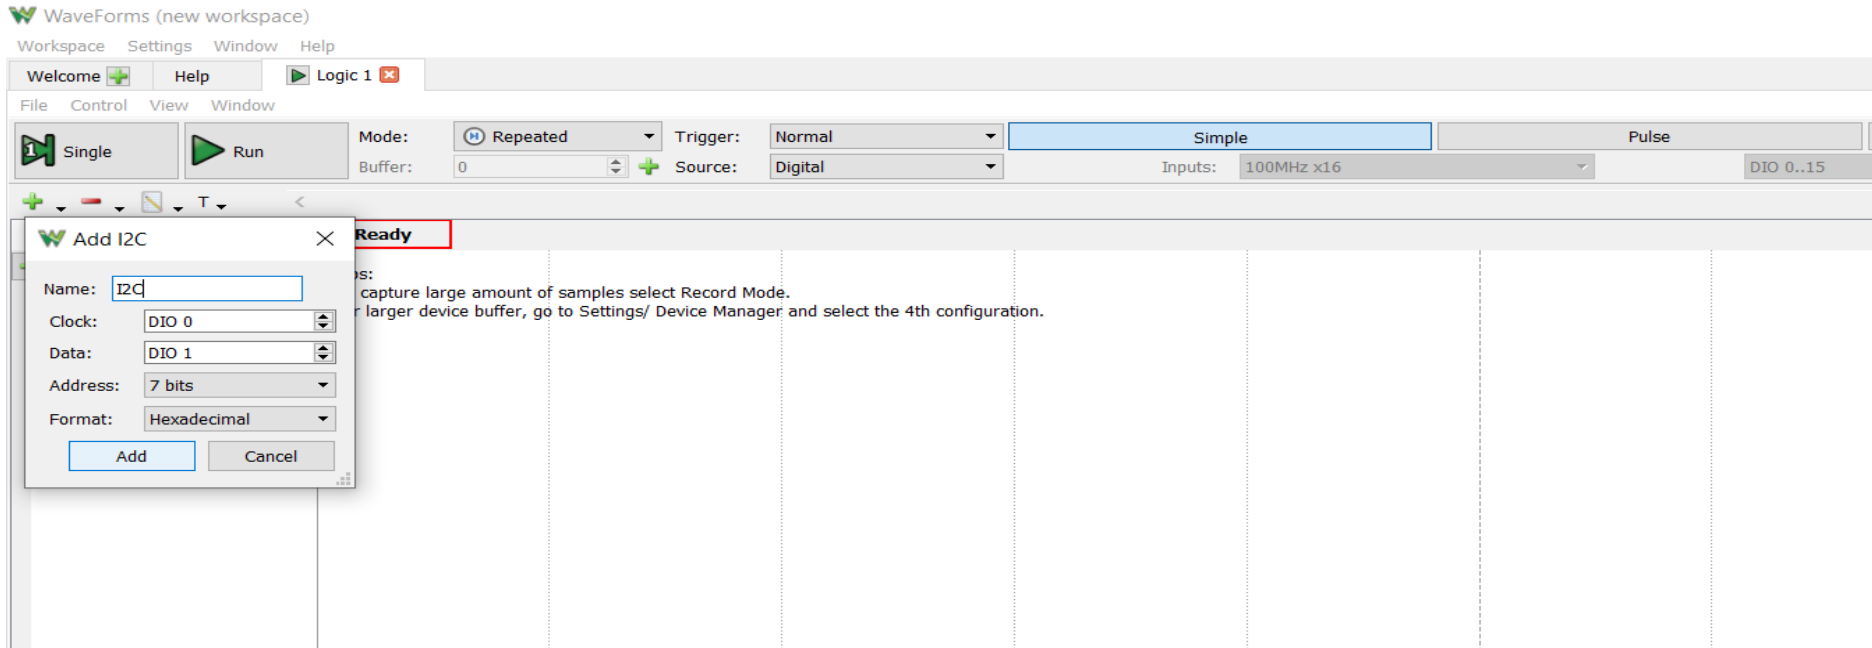 WaveForms (new workspace)
Workspace Settings Window Help
Welcome Help Logic 1
File Control View Window
Single Run Mode: Repeated Trigger: Normal Simple Pulse
Buffer: 0 Source: Digital Inputs: 100MHz x16 DIO 0..15
T
Add I2C
Ready
Name: I2C
Clock: DIO 0
Data: DIO 1
Address: 7 bits
Format: Hexadecimal
Add Cancel
capture large amount of samples select Record Mode.
larger device buffer, go to Settings/ Device Manager and select the 4th configuration.